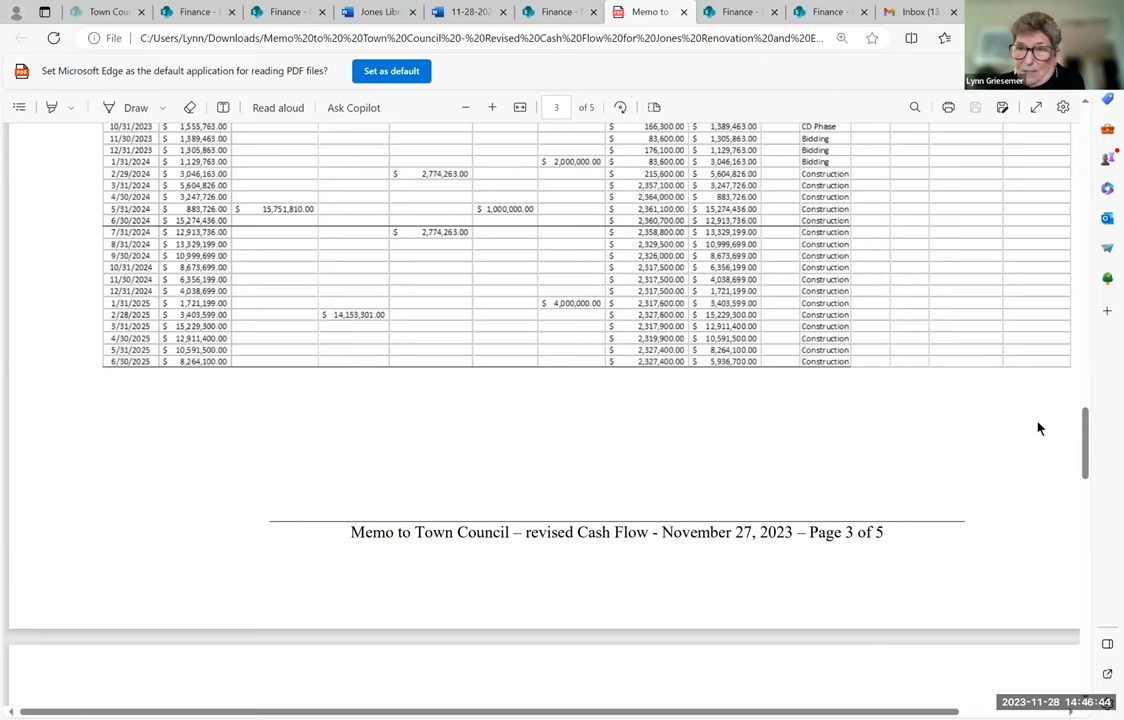 Town Cou
Finance -
Finance -
Jones Libr
11-28-202
Finance -
Memo to
Finance -
Finance -
Inbox (13
File C:/Users/Lynn/Downloads/Memo%20to%20%20Town%20Council%20-%20Revised%20Cash%20Flow%20for%20Jones%20Renovation%20and%20E...
Lynn Griesemer
Set Microsoft Edge as the default application for reading PDF files? Set as default
Draw Read aloud Ask Copilot 3 of 5
10/31/2023 $ 1,555,763.00 $ 166,300.00 $ 1,389,463.00 CD Phase
11/30/2023 $ 1,389,463.00 $ 83,600.00 $ 1,305,863.00 Bidding
12/31/2023 $ 1,305,863.00 $ 176,100.00 $ 1,129,763.00 Bidding
1/31/2024 $ 1,129,763.00 $ 2,000,000.00 $ 83,600.00 $ 3,046,163.00 Bidding
2/29/2024 $ 3,046,163.00 $ 2,774,263.00 $ 215,600.00 $ 5,604,826.00 Construction
3/31/2024 $ 5,604,826.00 $ 2,357,100.00 $ 3,247,726.00 Construction
4/30/2024 $ 3,247,726.00 $ 2,364,000.00 $ 883,726.00 Construction
5/31/2024 $ 883,726.00 $ 15,751,810.00 $ 1,000,000.00 $ 2,361,100.00 $ 15,274,436.00 Construction
6/30/2024 $ 15,274,436.00 $ 2,360,700.00 $ 12,913,736.00 Construction
7/31/2024 $ 12,913,736.00 $ 2,774,263.00 $ 2,358,800.00 $ 13,329,199.00 Construction
8/31/2024 $ 13,329,199.00 $ 2,329,500.00 $ 10,999,699.00 Construction
9/30/2024 $ 10,999,699.00 $ 2,326,000.00 $ 8,673,699.00 Construction
10/31/2024 $ 8,673,699.00 $ 2,317,500.00 $ 6,356,199.00 Construction
11/30/2024 $ 6,356,199.00 $ 2,317,500.00 $ 4,038,699.00 Construction
12/31/2024 $ 4,038,699.00 $ 2,317,500.00 $ 1,721,199.00 Construction
1/31/2025 $ 1,721,199.00 $ 4,000,000.00 $ 2,317,600.00 $ 3,403,599.00 Construction
2/28/2025 $ 3,403,599.00 $ 14,153,301.00 $ 2,327,600.00 $ 15,229,300.00 Construction
3/31/2025 $ 15,229,300.00 $ 2,317,900.00 $ 12,911,400.00 Construction
4/30/2025 $ 12,911,400.00 $ 2,319,900.00 $ 10,591,500.00 Construction
5/31/2025 $ 10,591,500.00 $ 2,327,400.00 $ 8,264,100.00 Construction
6/30/2025 $ 8,264,100.00 $ 2,327,400.00 $ 5,936,700.00 Construction
Memo to Town Council – revised Cash Flow - November 27, 2023 – Page 3 of 5
2023-11-28 14:46:44